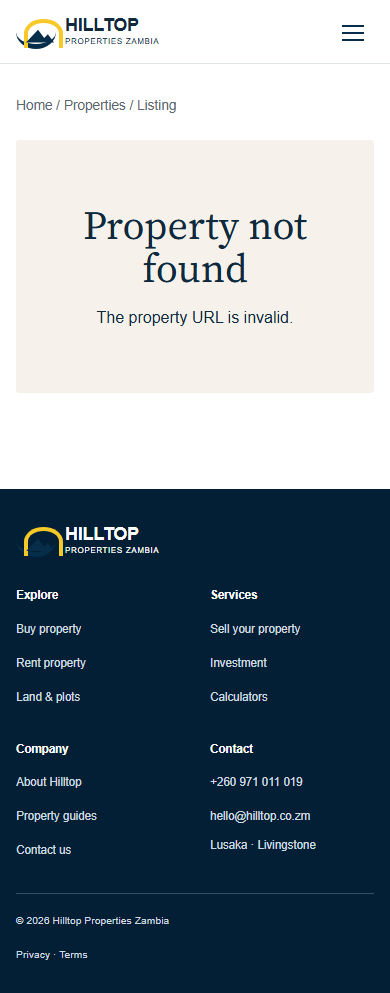 HILLTOP
PROPERTIES ZAMBIA
Home / Properties / Listing
Property not
found
The property URL is invalid.
HILLTOP
PROPERTIES ZAMBIA
Explore
Buy property
Rent property
Land & plots
Services
Sell your property
Investment
Calculators
Company
About Hilltop
Property guides
Contact us
Contact
+260 971 011 019
hello@hilltop.co.zm
Lusaka · Livingstone
© 2026 Hilltop Properties Zambia
Privacy · Terms